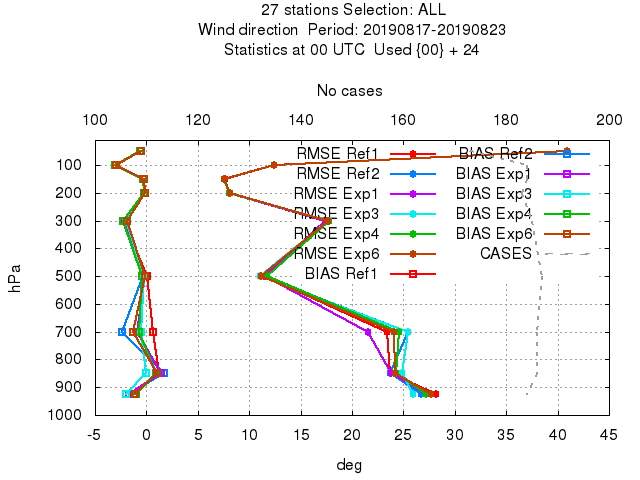 27 stations Selection: ALL
Wind direction  Period: 20190817-20190823
Statistics at 00 UTC  Used {00} + 24
No cases
100 120 140 160 180 200
RMSE Ref1 BIAS Ref2
RMSE Ref2 BIAS Exp1
RMSE Exp1 BIAS Exp3
RMSE Exp3 BIAS Exp4
RMSE Exp4 BIAS Exp6
RMSE Exp6 CASES
BIAS Ref1
100
200
300
400
500
600
700
800
900
1000
hPa
-5 0 5 10 15 20 25 30 35 40 45
deg